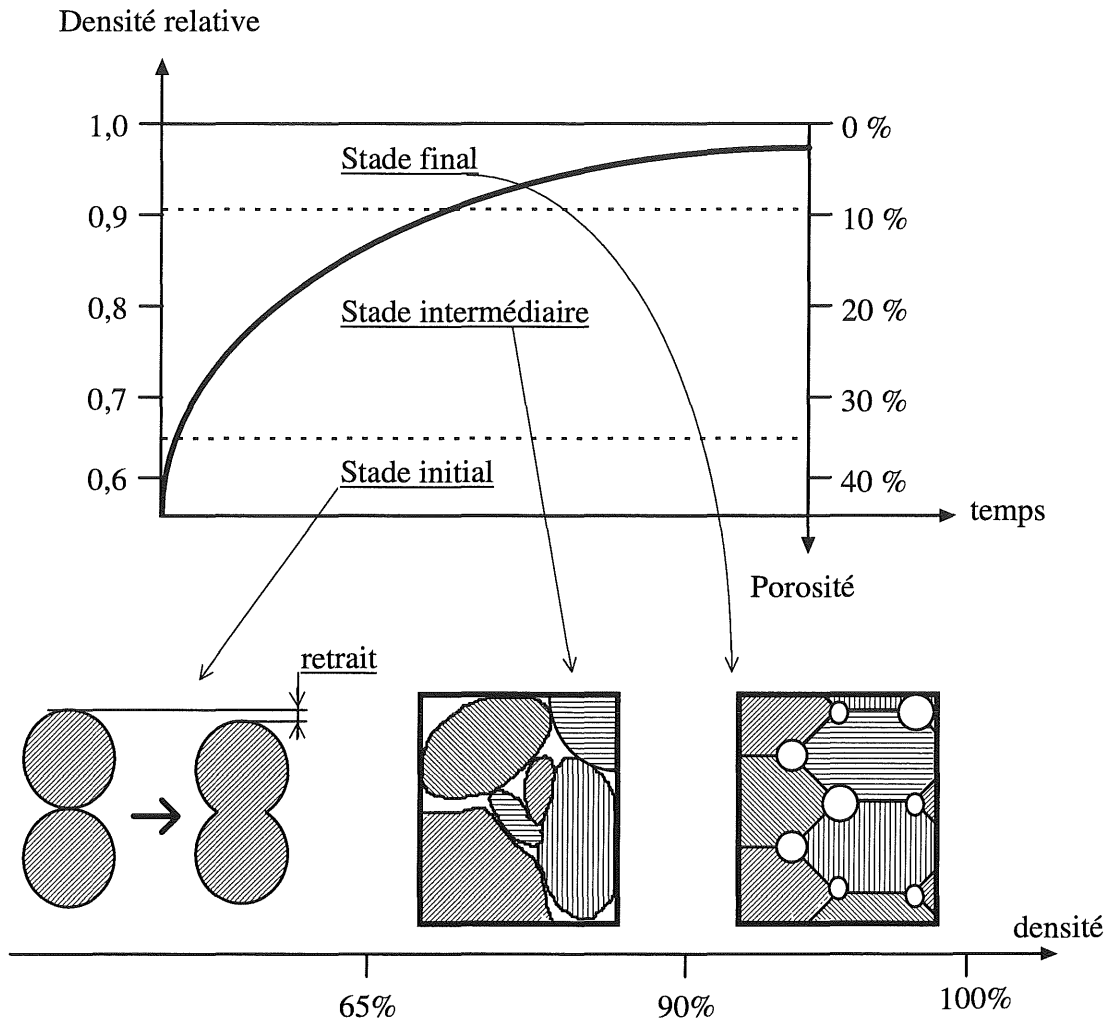 Densité relative
1,0
0 %
Stade final
0,9
10 %
0,8
Stade intermédiaire
20 %
0,7
30 %
Stade initial
0,6
40 %
temps
Porosité
retrait
densité
65%
90%
100%